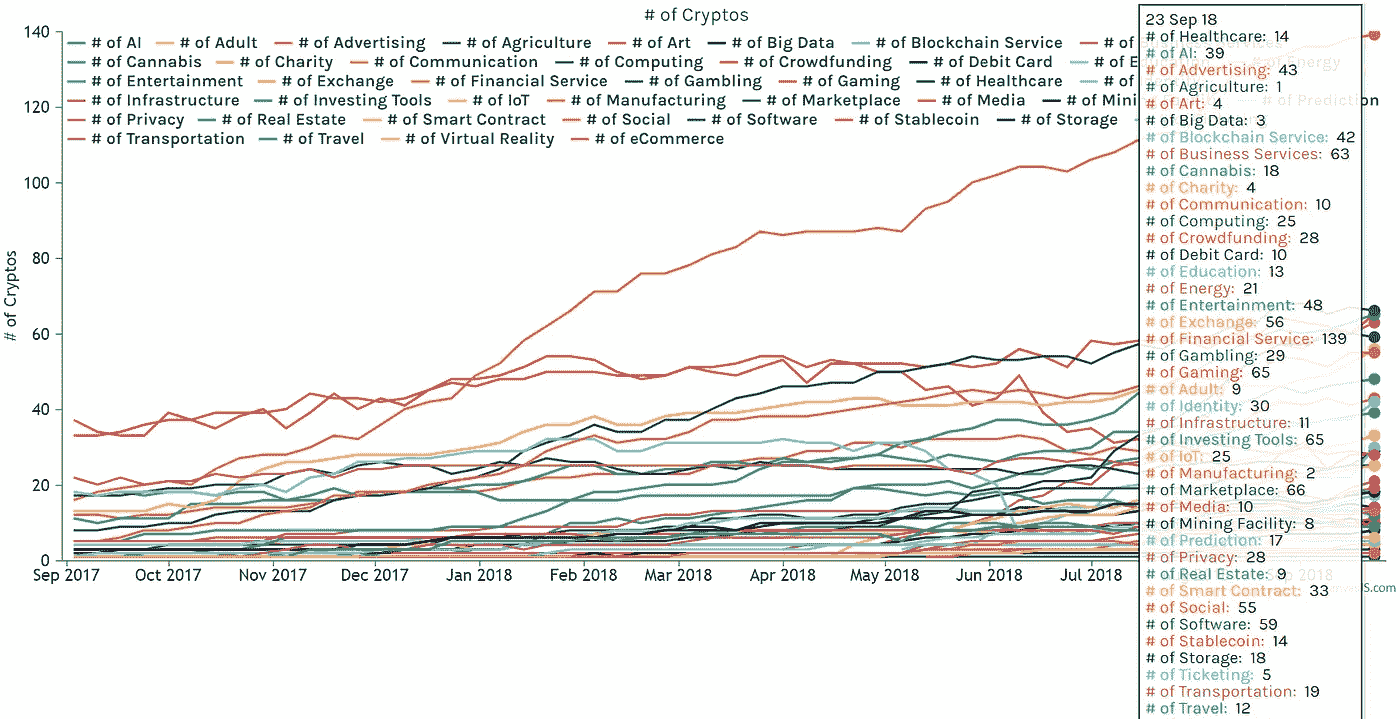 # of Cryptos
140
# of AI # of Adult # of Advertising # of Agriculture # of Art # of Big Data # of Blockchain Service # of
# of Cannabis # of Charity # of Communication # of Computing # of Crowdfunding # of Debit Card # of E Energy
# of Entertainment # of Exchange # of Financial Service # of Gambling # of Gaming # of Healthcare # of
# of Infrastructure # of Investing Tools # of IoT # of Manufacturing # of Marketplace # of Media # of Mini # of Prediction
# of Privacy # of Real Estate # of Smart Contract # of Social # of Software # of Stablecoin # of Storage
# of Transportation # of Travel # of Virtual Reality # of eCommerce
120
100
80
60
40
20
0
# of Cryptos
Sep 2017 Oct 2017 Nov 2017 Dec 2017 Jan 2018 Feb 2018 Mar 2018 Apr 2018 May 2018 Jun 2018 Jul 2018 Sep 2018
23 Sep 18
# of Healthcare: 14
# of AI: 39
# of Advertising: 43
# of Agriculture: 1
# of Art: 4
# of Big Data: 3
# of Blockchain Service: 42
# of Business Services: 63
# of Cannabis: 18
# of Charity: 4
# of Communication: 10
# of Computing: 25
# of Crowdfunding: 28
# of Debit Card: 10
# of Education: 13
# of Energy: 21
# of Entertainment: 48
# of Exchange: 56
# of Financial Service: 139
# of Gambling: 29
# of Gaming: 65
# of Adult: 9
# of Identity: 30
# of Infrastructure: 11
# of Investing Tools: 65
# of IoT: 25
# of Manufacturing: 2
# of Marketplace: 66
# of Media: 10
# of Mining Facility: 8
# of Prediction: 17
# of Privacy: 28
# of Real Estate: 9
# of Smart Contract: 33
# of Social: 55
# of Software: 59
# of Stablecoin: 14
# of Storage: 18
# of Ticketing: 5
# of Transportation: 19
# of Travel: 12